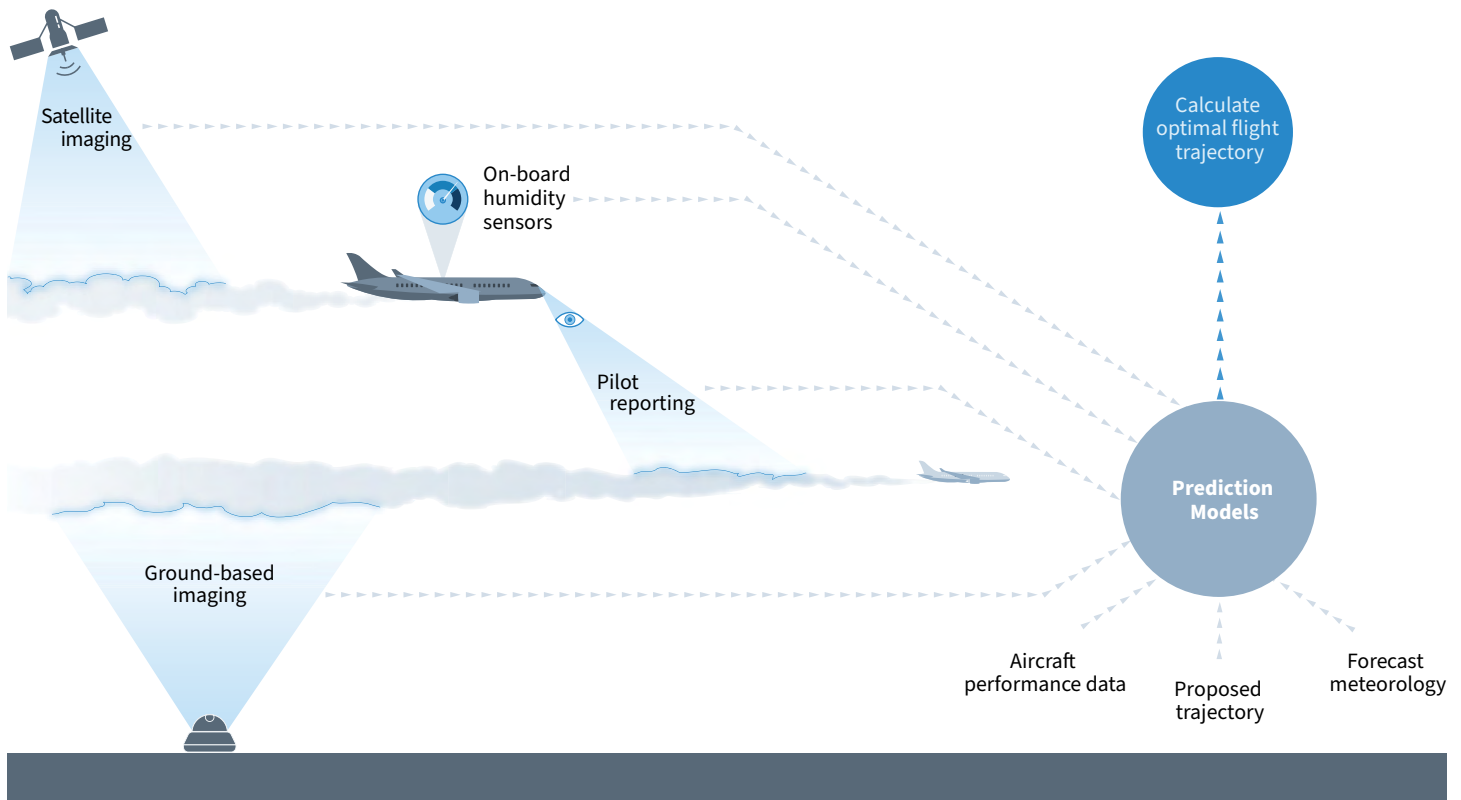 Satellite
imaging
On-board
humidity
sensors
Calculate
optimal flight
trajectory
Pilot
reporting
Prediction
Models
Ground-based
imaging
Aircraft
performance data
Proposed
trajectory
Forecast
meteorology